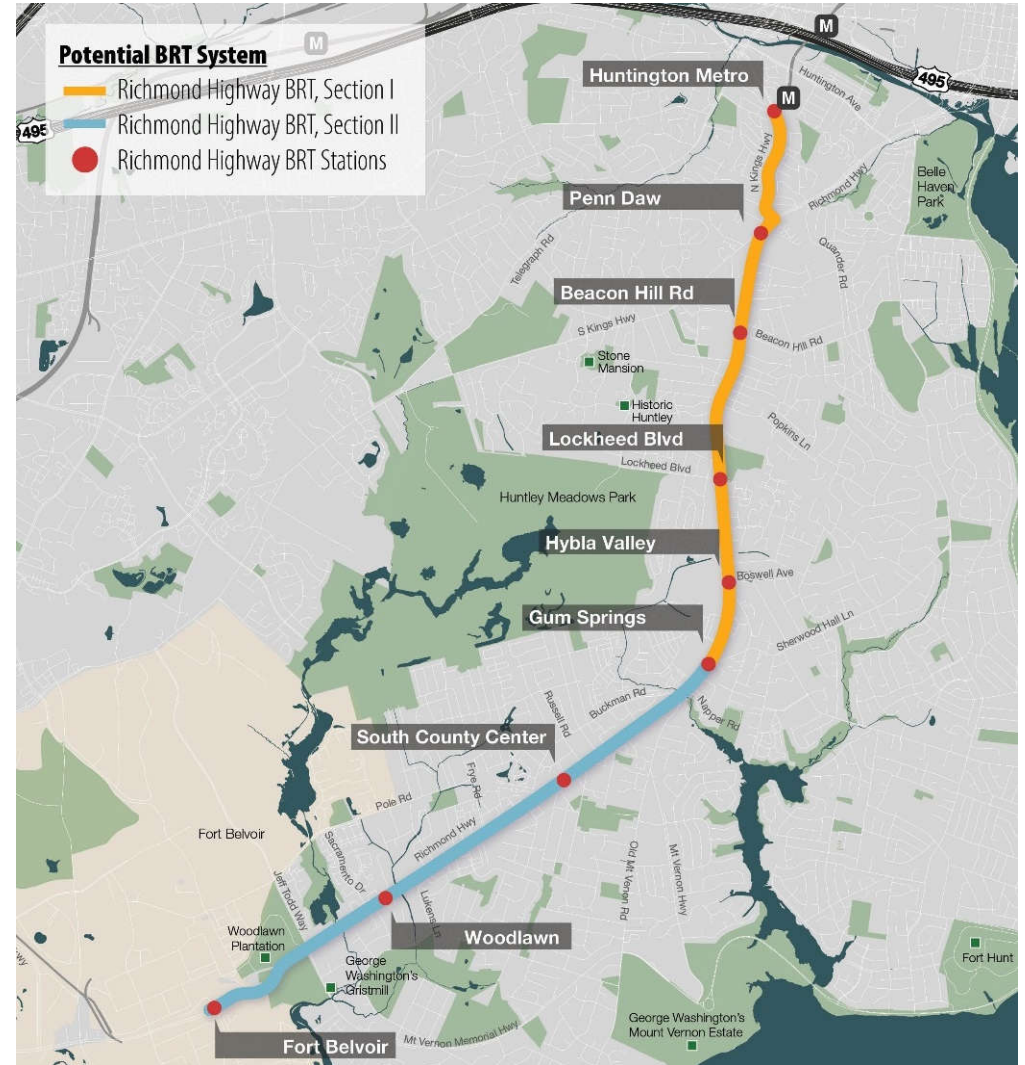 Potential BRT System
Richmond Highway BRT, Section I
Richmond Highway BRT, Section II
Richmond Highway BRT Stations
M
M
495
495
Huntington Metro
M
Huntington Ave
N Kings Hwy
Richmond Hwy
Belle
Haven
Park
Penn Daw
Telegraph Rd
Quander
Rd
Beacon Hill Rd
S Kings Hwy
Beacon Hill Rd
Stone
Mansion
Historic
Huntley
Popkins Ln
Lockheed Blvd
Lockheed Blvd
Huntley Meadows Park
Hybla Valley
Boswell Ave
Gum Springs
Sherwood Hall Ln
Russell Rd
Buckman Rd
Napper Rd
South County Center
Frye Rd
Pole Rd
Richmond Hwy
Fort Belvoir
Sacramento Dr
Jeff Todd Way
Lukens Ln
Old Mt Venon Rd
Mt Vernon Hwy
Woodlawn
Plantation
Woodlawn
George
Washington's
Gristmill
Fort Hunt
George Washington's
Mount Vernon Estate
Mt Vernon Memorial Hwy
Fort Belvoir